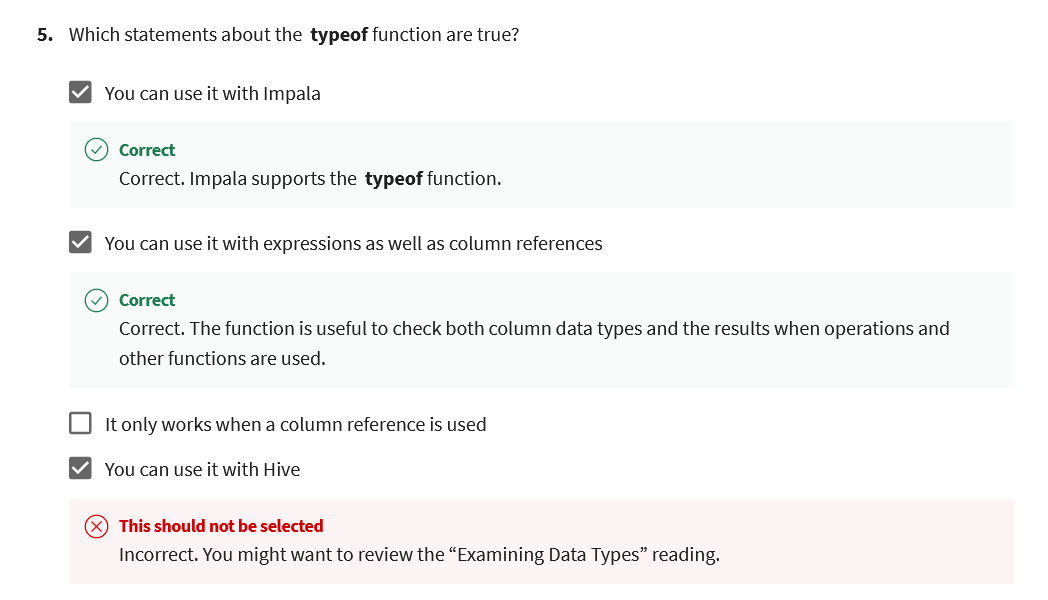 5. Which statements about the typeof function are true?
You can use it with Impala
Correct
Correct. Impala supports the typeof function.
You can use it with expressions as well as column references
Correct
Correct. The function is useful to check both column data types and the results when operations and
other functions are used.
It only works when a column reference is used
You can use it with Hive
This should not be selected
Incorrect. You might want to review the “Examining Data Types” reading.